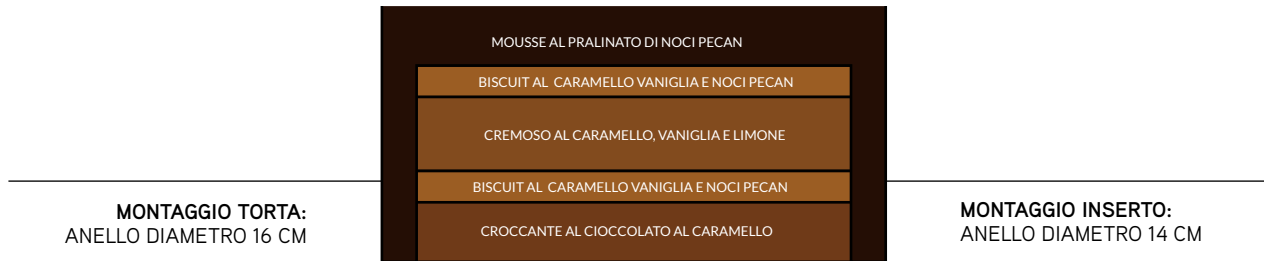 MOUSSE AL PRALINATO DI NOCI PECAN
BISCUIT AL CARAMELLO VANIGLIA E NOCI PECAN
CREMOSO AL CARAMELLO, VANIGLIA E LIMONE
BISCUIT AL CARAMELLO VANIGLIA E NOCI PECAN
CROCCANTE AL CIOCCOLATO AL CARAMELLO
MONTAGGIO TORTA:
ANELLO DIAMETRO 16 CM
MONTAGGIO INSERTO:
ANELLO DIAMETRO 14 CM